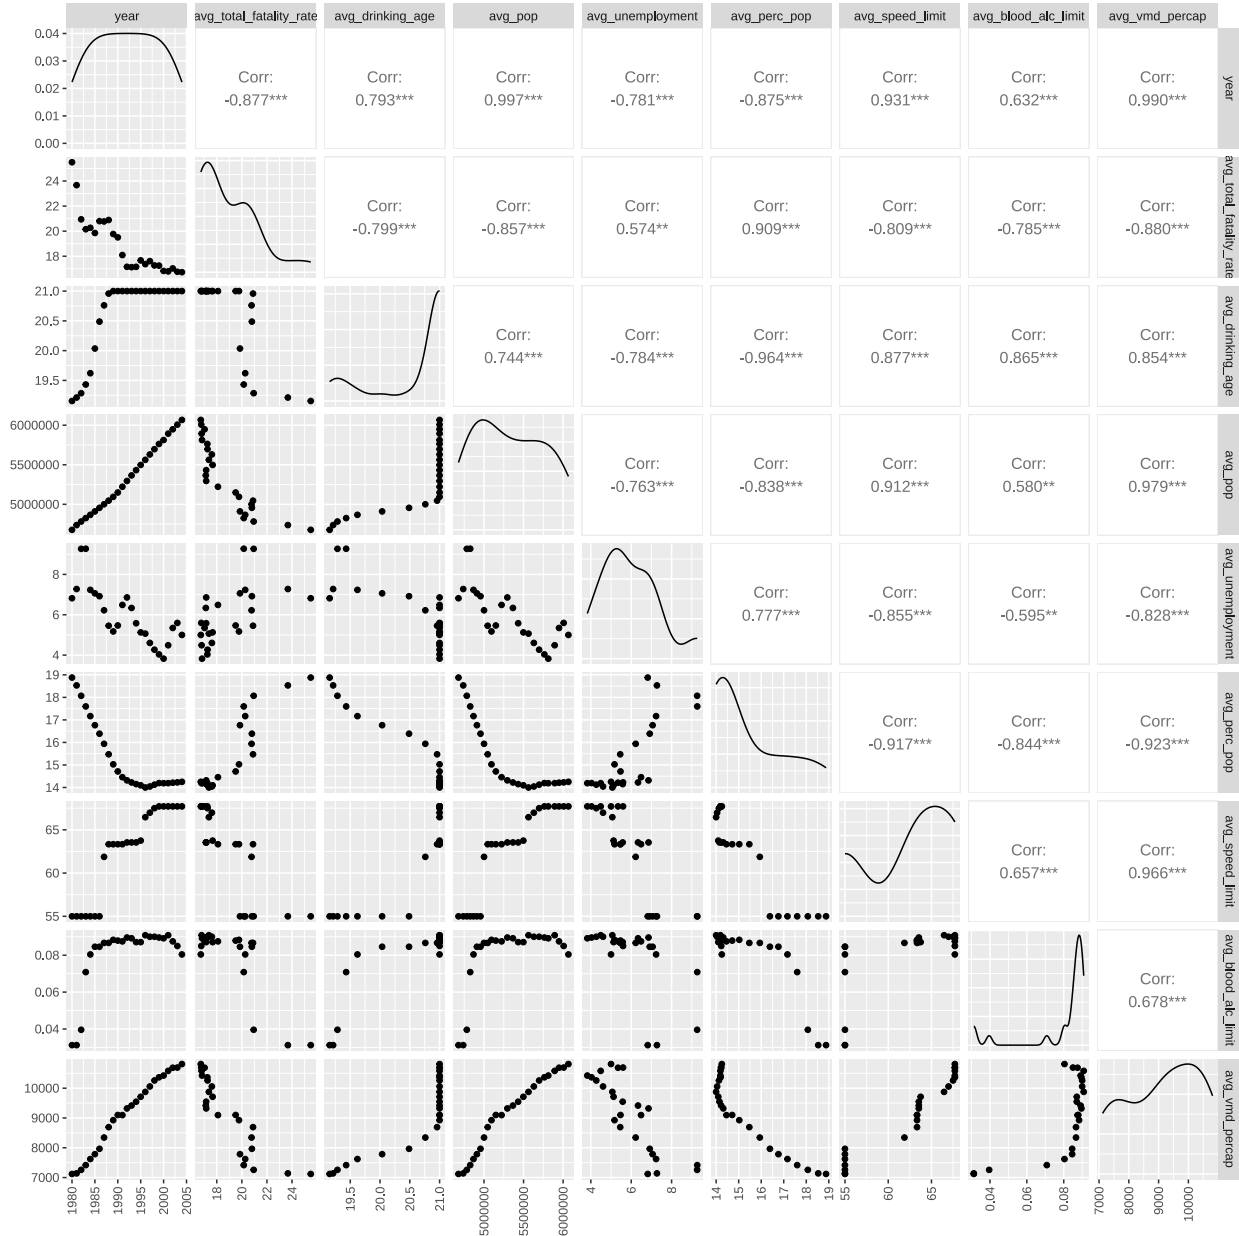 year avg_total_fatality_rate avg_drinking_age avg_pop avg_unemployment avg_perc_pop avg_speed_limit avg_blood_alc_limit avg_vmd_percap
0.04
0.03
0.02
0.01
0.00
Corr: Corr: Corr: Corr: Corr: Corr: Corr: Corr:
-0.877*** 0.793*** 0.997*** -0.781*** -0.875*** 0.931*** 0.632*** 0.990***
year
24
22
20
18
Corr: Corr: Corr: Corr: Corr: Corr: Corr:
-0.799*** -0.857*** 0.574** 0.909*** -0.809*** -0.785*** -0.880***
avg_total_fatality_rate
21.0
20.5
20.0
19.5
Corr: Corr: Corr: Corr: Corr: Corr:
0.744*** -0.784*** -0.964*** 0.877*** 0.865*** 0.854***
avg_drinking_age
6000000
5500000
5000000
Corr: Corr: Corr: Corr: Corr:
-0.763*** -0.838*** 0.912*** 0.580** 0.979***
avg_pop
8
6
4
Corr: Corr: Corr: Corr:
0.777*** -0.855*** -0.595** -0.828***
avg_unemployment
19
18
17
16
15
14
Corr: Corr: Corr:
-0.917*** -0.844*** -0.923***
avg_perc_pop
65
60
55
Corr: Corr:
0.657*** 0.966***
avg_speed_limit
0.08
0.06
0.04
Corr:
0.678***
avg_blood_alc_limit
10000
9000
8000
7000
avg_vmd_percap
1980 1985 1990 1995 2000 2005 18 20 22 24 19.5 20.0 20.5 21.0 5000000 5500000 6000000 4 6 8 14 15 16 17 18 19 55 60 65 0.04 0.06 0.08 7000 8000 9000 10000